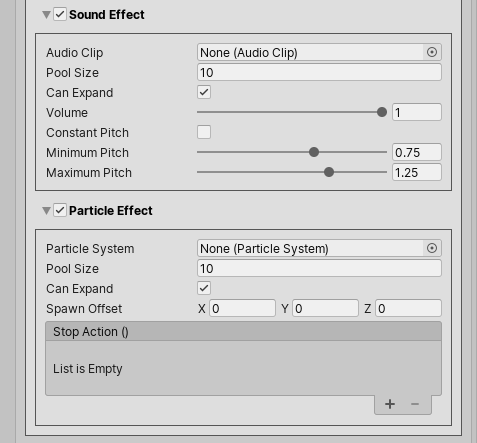 Sound Effect
Audio Clip None (Audio Clip)
Pool Size 10
Can Expand
Volume 1
Constant Pitch
Minimum Pitch 0.75
Maximum Pitch 1.25
Particle Effect
Particle System None (Particle System)
Pool Size 10
Can Expand
Spawn Offset X 0 Y 0 Z 0
Stop Action ()
List is Empty
+ −